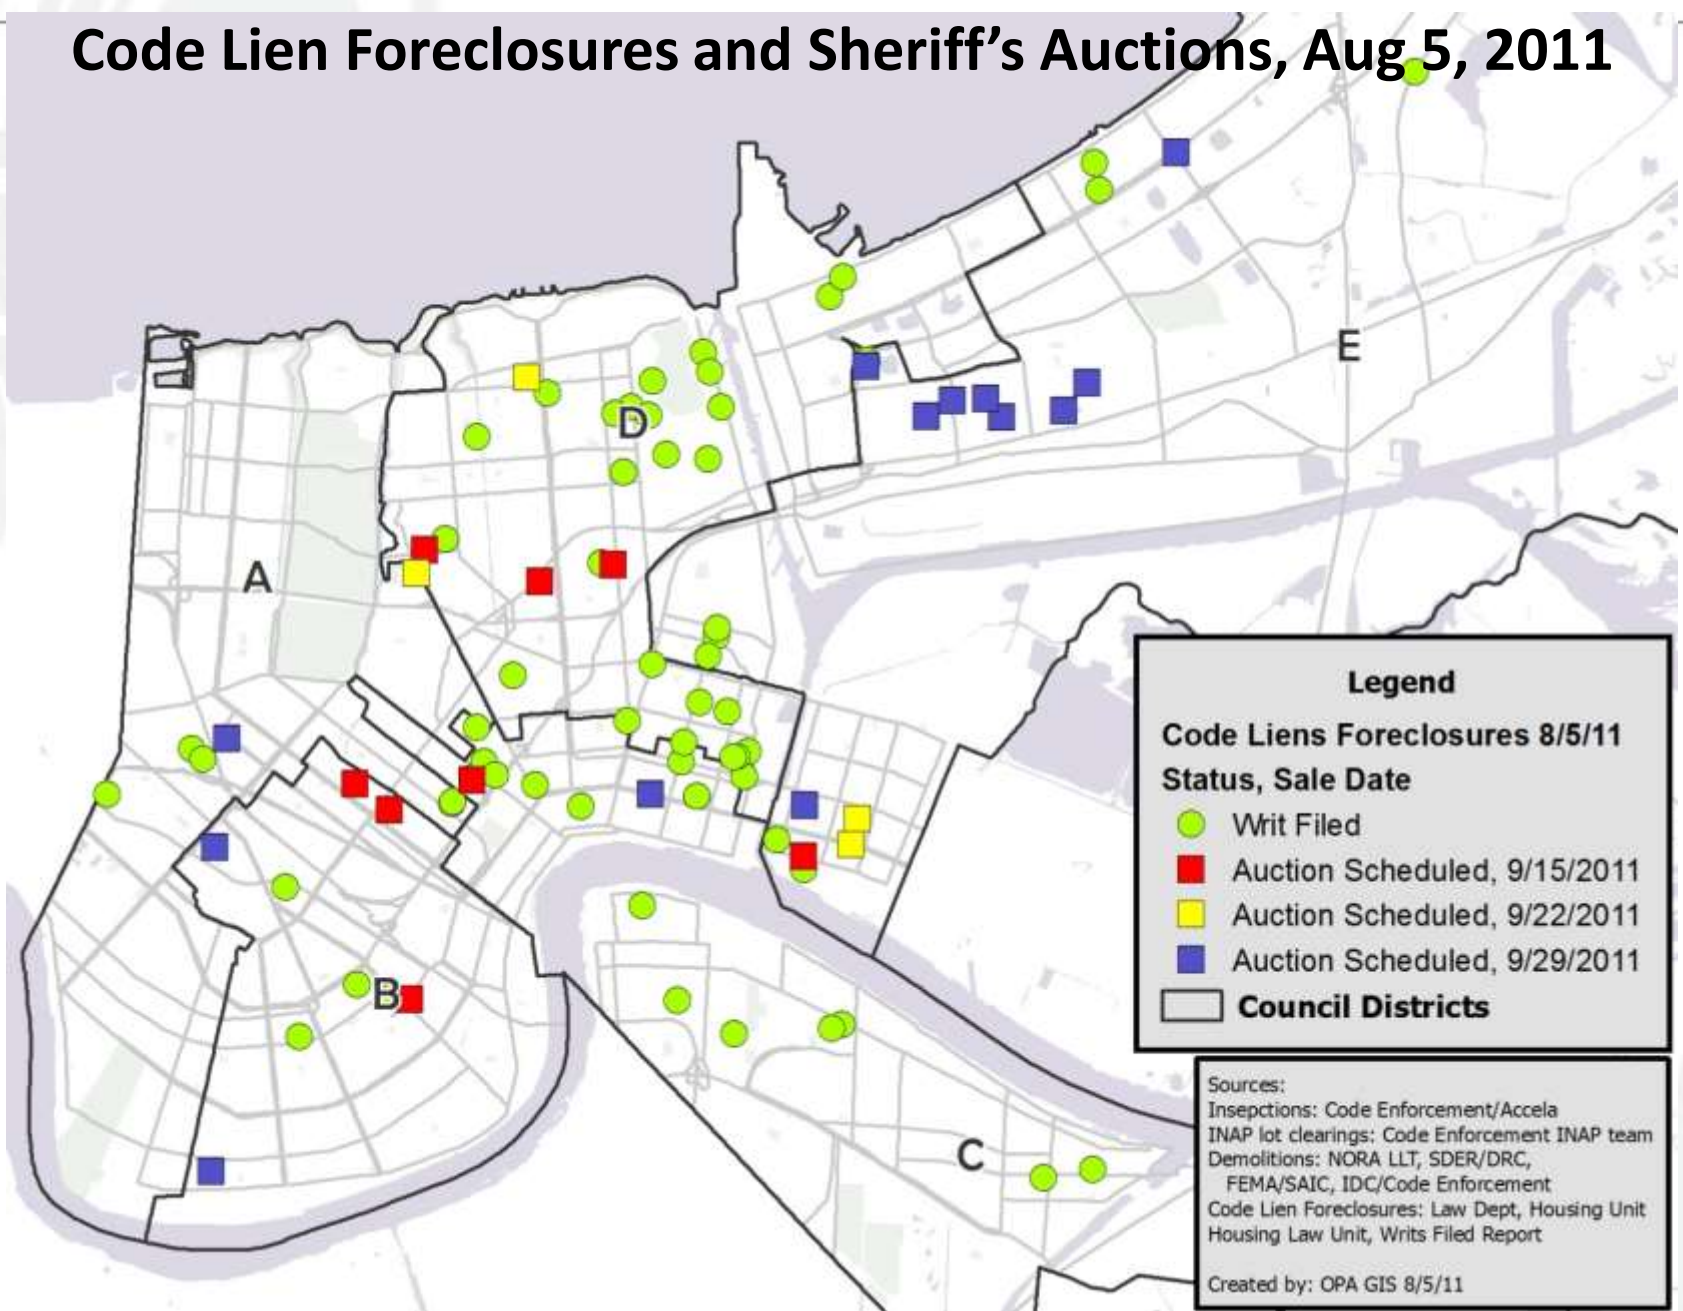 Code Lien Foreclosures and Sheriff’s Auctions, Aug 5, 2011
E
D
A
B
C
Legend
Code Liens Foreclosures 8/5/11
Status, Sale Date
Writ Filed
Auction Scheduled, 9/15/2011
Auction Scheduled, 9/22/2011
Auction Scheduled, 9/29/2011
Council Districts
Sources:
Insepctions: Code Enforcement/Accela
INAP lot clearings: Code Enforcement INAP team
Demolitions: NORA LLT, SDER/DRC,
FEMA/SAIC, IDC/Code Enforcement
Code Lien Foreclosures: Law Dept, Housing Unit
Housing Law Unit, Writs Filed Report
Created by: OPA GIS 8/5/11